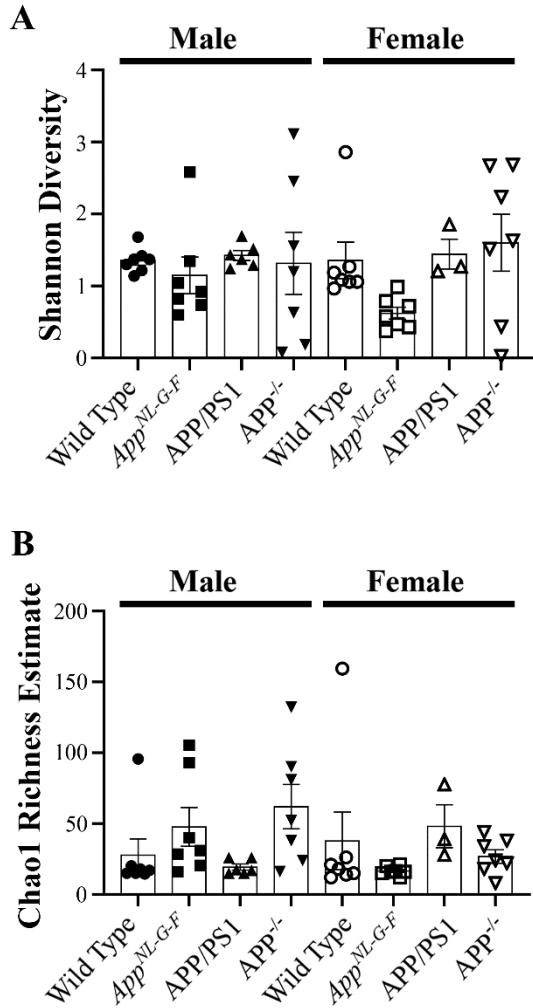 A
Male Female
Shannon Diversity
4
3
2
1
0
Wild Type App^NL-G-F APP/PS1 APP^-/- Wild Type App^NL-G-F APP/PS1 APP^-/-
B
Male Female
Chao1 Richness Estimate
200
150
100
50
0
Wild Type App^NL-G-F APP/PS1 APP^-/- Wild Type App^NL-G-F APP/PS1 APP^-/-